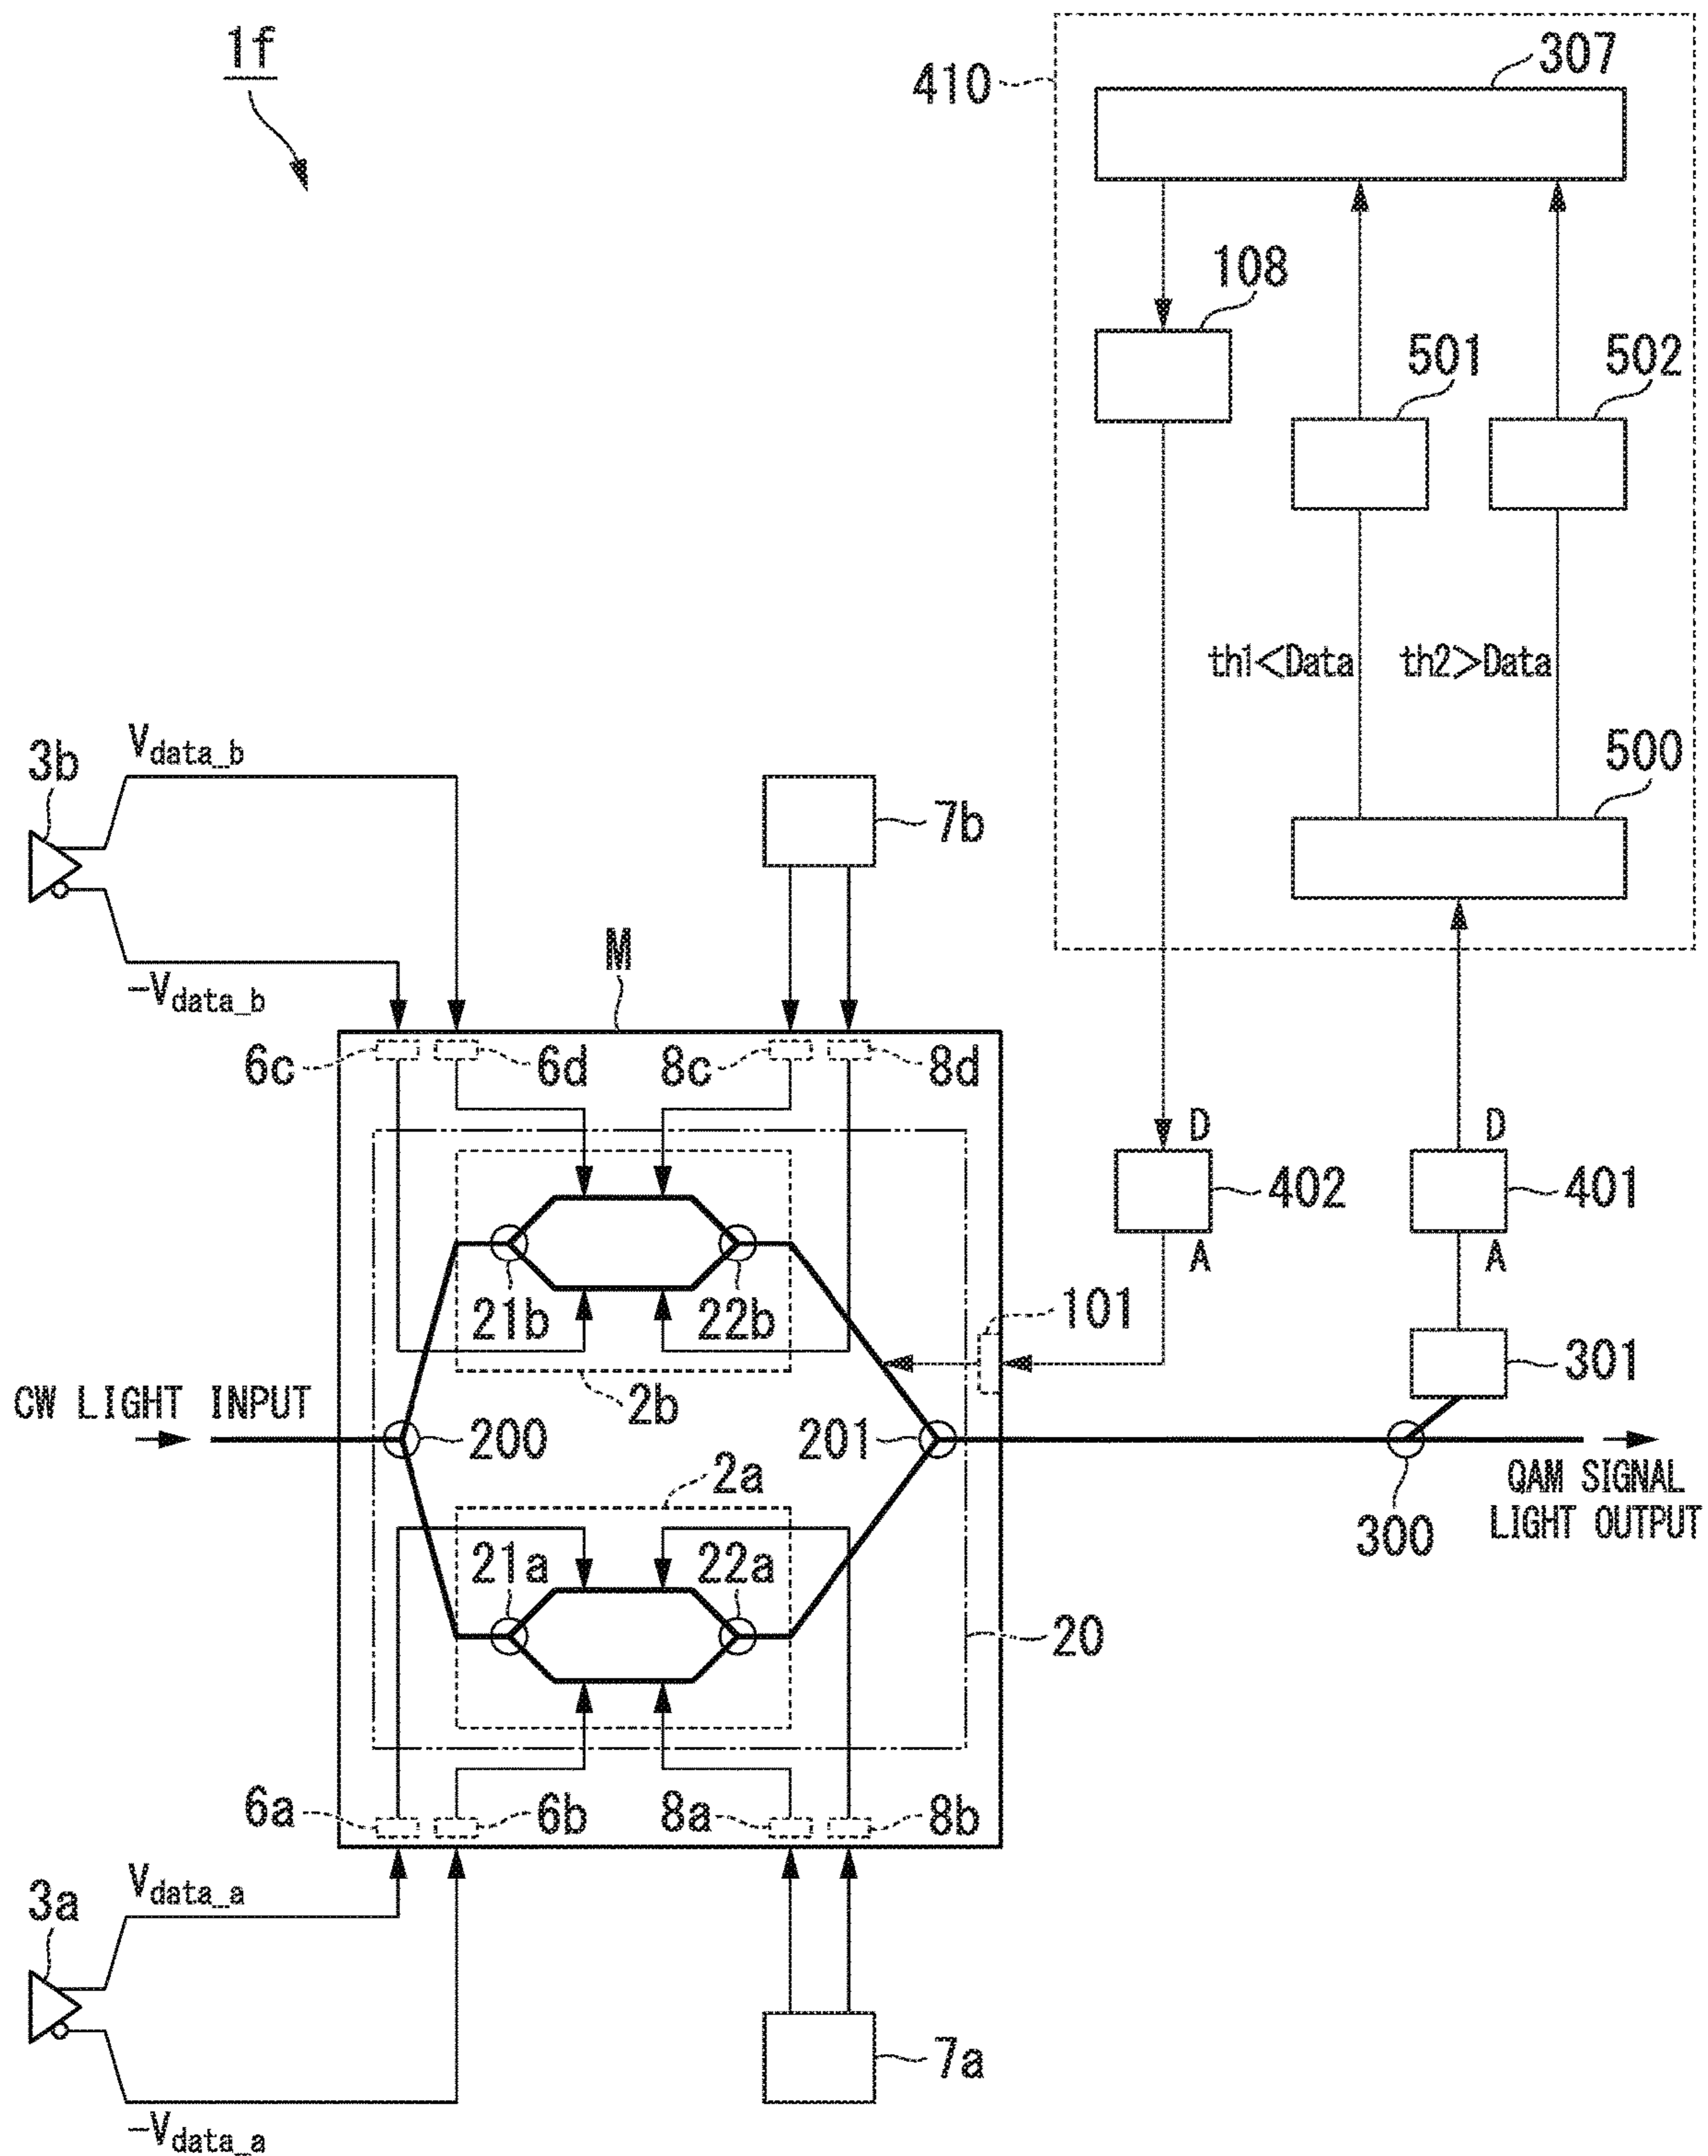 1f
307
410
108
501
502
th1<Data
th2>Data
500
Vdata_b
3b
7b
-Vdata_b
M
6c
6d
8c
8d
D
D
402
401
A
A
21b
22b
101
301
2b
CW LIGHT INPUT
200
201
2a
QAM SIGNAL
LIGHT OUTPUT
300
21a
22a
20
6a
6b
8a
8b
Vdata_a
3a
7a
-Vdata_a